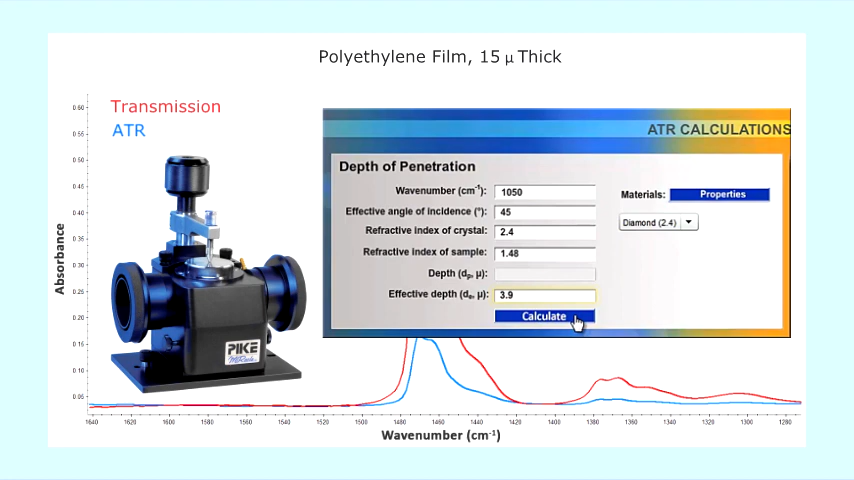 Polyethylene Film, 15 μ Thick
Transmission
ATR
ATR CALCULATIONS
Depth of Penetration
Wavenumber (cm-1): 1050
Effective angle of incidence (°): 45
Refractive index of crystal: 2.4
Refractive index of sample: 1.48
Depth (dp, μ):
Effective depth (de, μ): 3.9
Calculate
Materials: Properties
Diamond (2.4)
PIKE
Absorbance
0.60
0.55
0.50
0.45
0.40
0.35
0.30
0.25
0.20
0.15
0.10
0.05
1640 1620 1600 1580 1560 1540 1520 1500 1480 1460 1440 1420 1400 1380 1360 1340 1320 1300 1280
Wavenumber (cm-1)